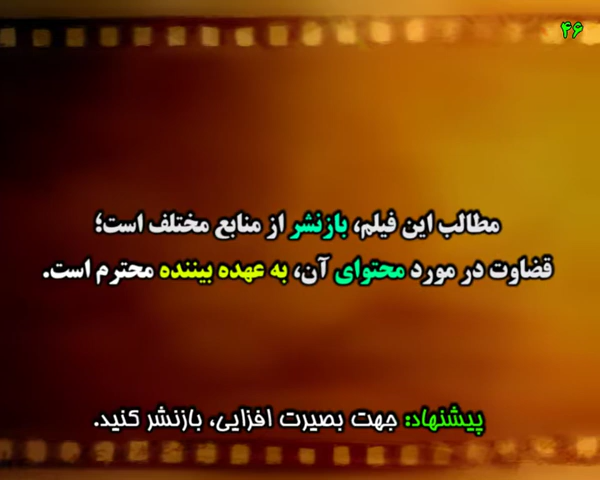 ۴۶
مطالب این فیلم، بازنشر از منابع مختلف است؛
قضاوت در مورد محتوای آن، به عهده بیننده محترم است.
پیشنهاد: جهت بصیرت افزایی، بازنشر کنید.